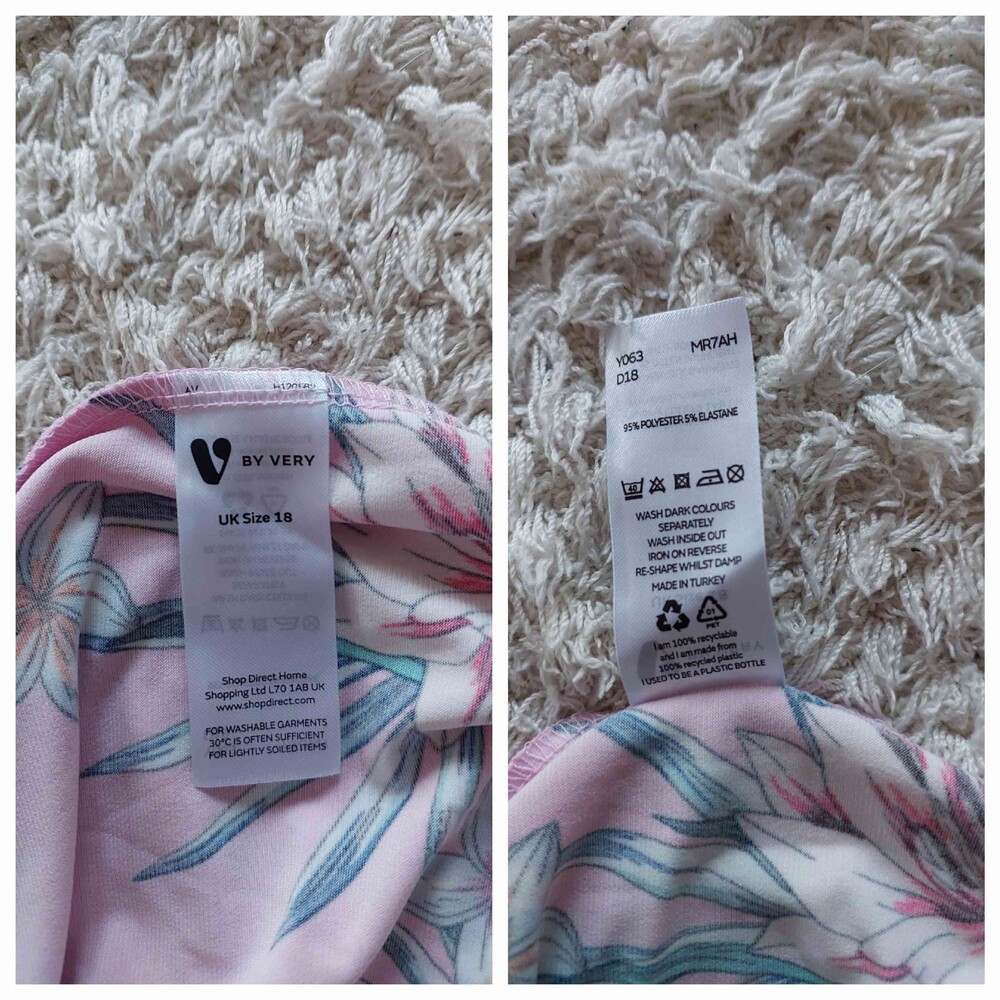 V BY VERY
UK Size 18
Shop Direct Home
Shopping Ltd L70 1AB UK
www.shopdirect.com
FOR WASHABLE GARMENTS
30°C IS OFTEN SUFFICIENT
FOR LIGHTLY SOILED ITEMS
Y063 MR7AH
D18
95% POLYESTER 5% ELASTANE
40
WASH DARK COLOURS
SEPARATELY
WASH INSIDE OUT
IRON ON REVERSE
RE-SHAPE WHILST DAMP
MADE IN TURKEY
01
PET
I am 100% recyclable
and i am made from
100% recycled plastic
I USED TO BE A PLASTIC BOTTLE